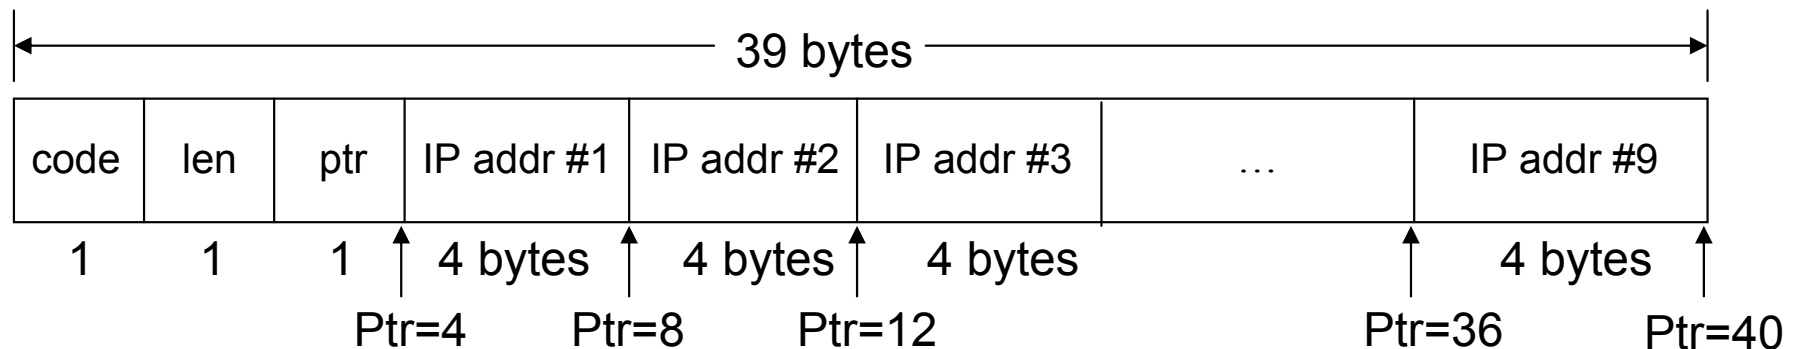 39 bytes
code len ptr IP addr #1 IP addr #2 IP addr #3 ... IP addr #9
1 1 1 4 bytes 4 bytes 4 bytes 4 bytes
Ptr=4 Ptr=8 Ptr=12 Ptr=36 Ptr=40